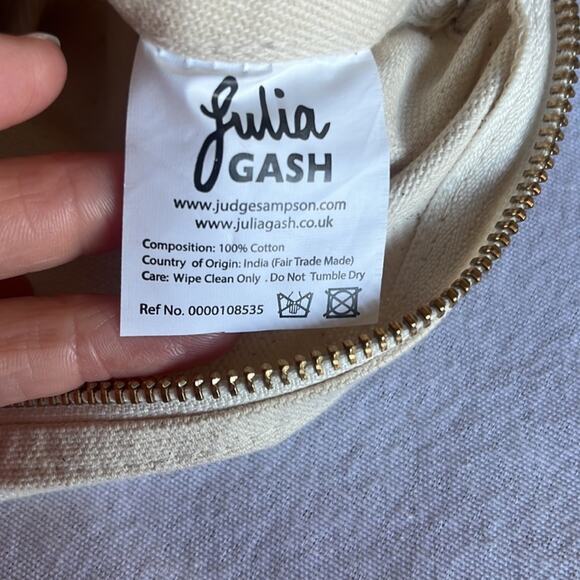 Julia
GASH
www.judgesampson.com
www.juliagash.co.uk
Composition: 100% Cotton
Country of Origin: India (Fair Trade Made)
Care: Wipe Clean Only . Do Not Tumble Dry
Ref No. 0000108535